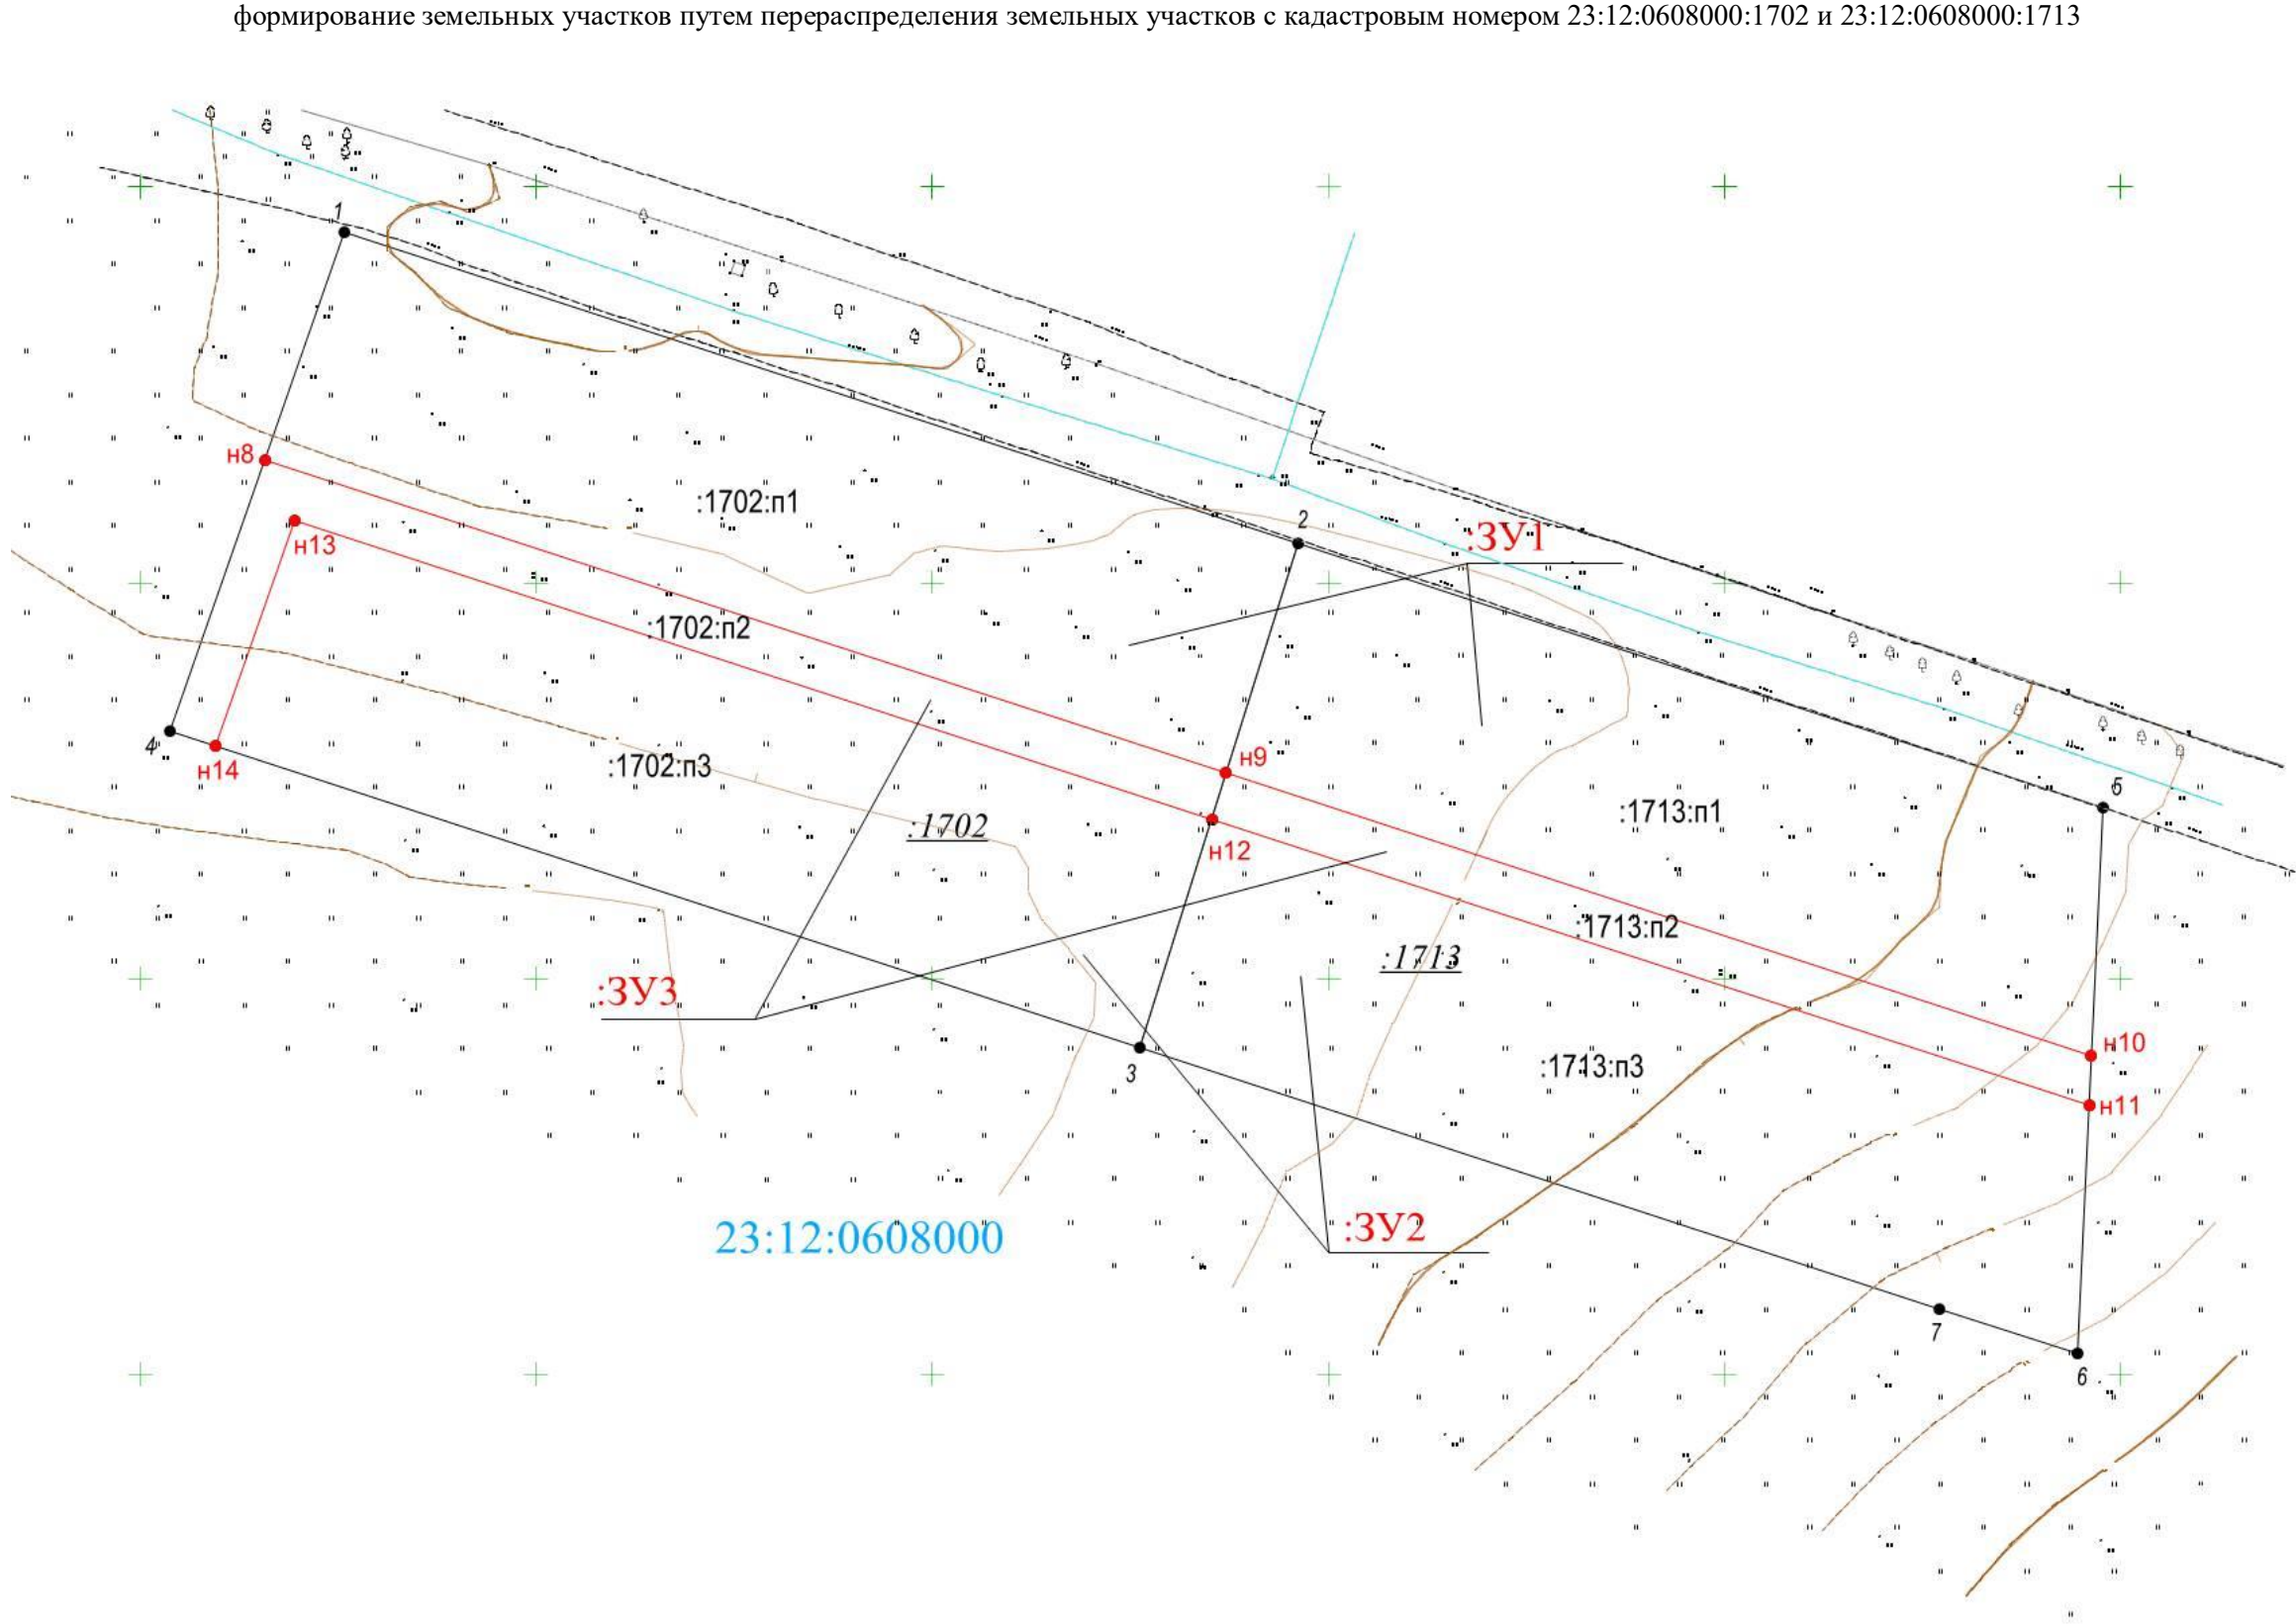 формирование земельных участков путем перераспределения земельных участков с кадастровым номером 23:12:0608000:1702 и 23:12:0608000:1713
1
н8
:1702:п1
2
:ЗУ1
н13
:1702:п2
4
н14
:1702:п3
н9
5
:1713:п1
:1702
н12
:1713:п2
:1713
:ЗУ3
н10
3
:1713:п3
н11
23:12:0608000
:ЗУ2
7
6